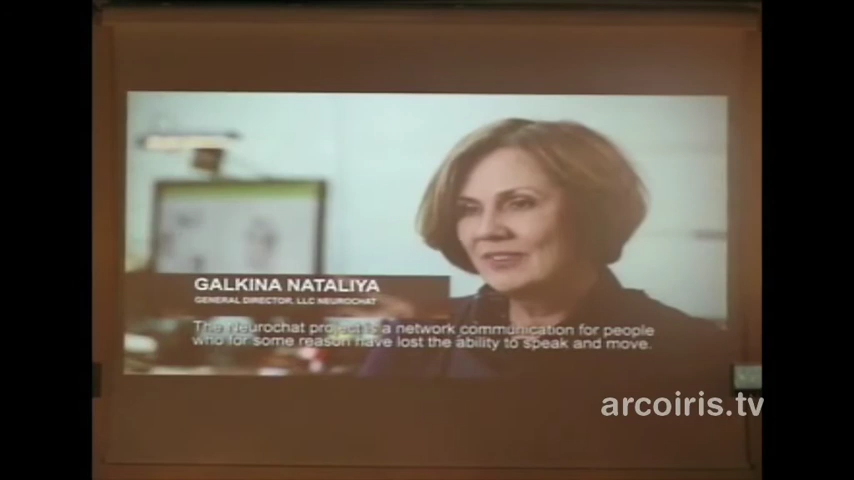 GALKINA NATALIYA
GENERAL DIRECTOR, LLC NEUROCHAT
The Neurochat project is a network communication for people
who for some reason have lost the ability to speak and move.
arcoiris.tv